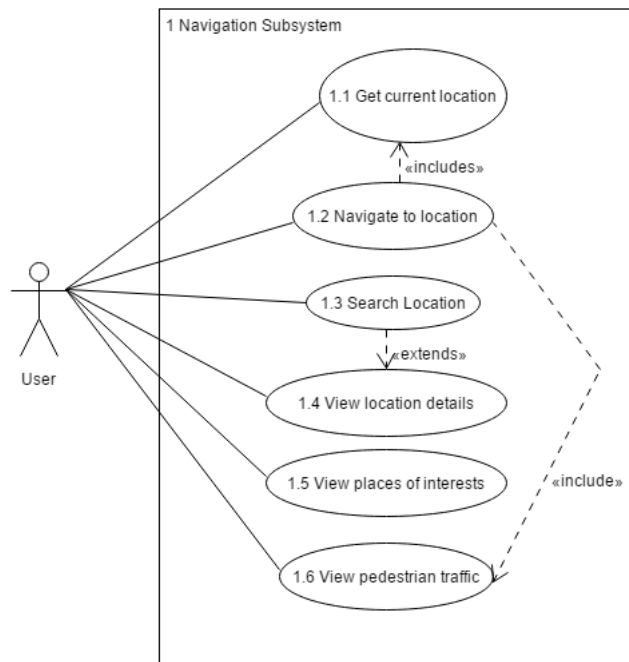 1 Navigation Subsystem
1.1 Get current location
«includes»
1.2 Navigate to location
1.3 Search Location
«extends»
User
1.4 View location details
1.5 View places of interests
«include»
1.6 View pedestrian traffic